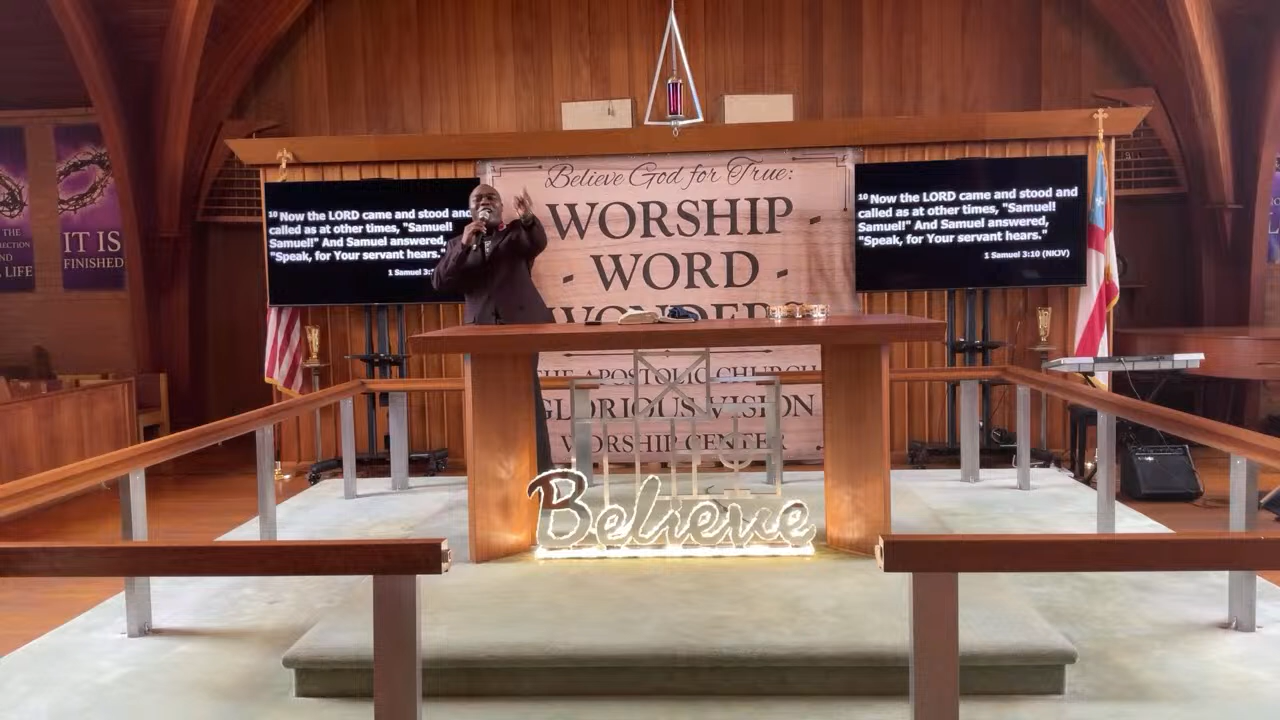 THE
AND
LIFE
IT IS
FINISHED
10 Now the LORD came and stood and
called as at other times, "Samuel!
Samuel!" And Samuel answered,
"Speak, for Your servant hears."
1 Samuel 3:
Believe God for True:
WORSHIP -
- WORD -
WONDERS
THE APOSTOLIC CHURCH
GLORIOUS VISION
WORSHIP CENTER
10 Now the LORD came and stood and
called as at other times, "Samuel!
Samuel!" And Samuel answered,
"Speak, for Your servant hears."
1 Samuel 3:10 (NKJV)
Believe